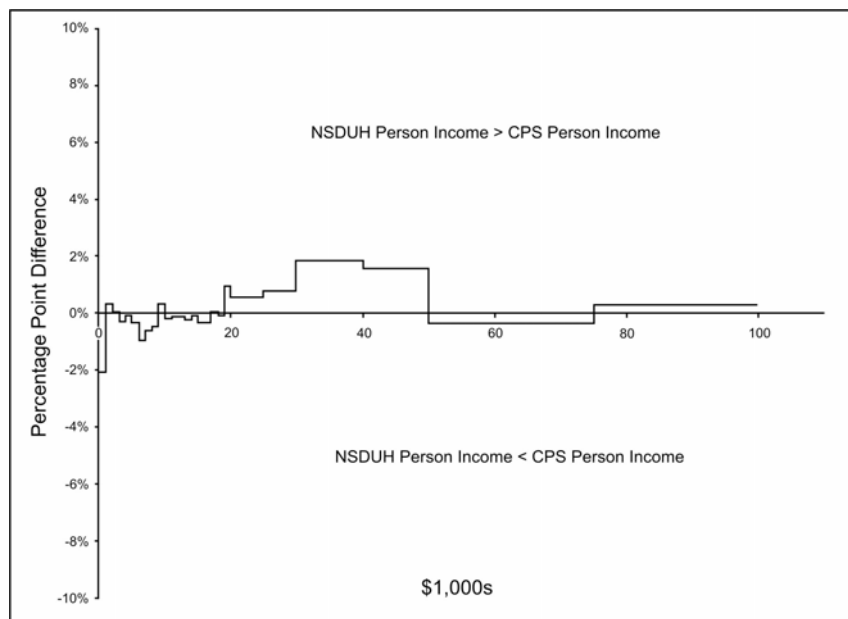 10%
8%
NSDUH Person Income > CPS Person Income
6%
4%
2%
0%
0 20 40 60 80 100
-2%
-4%
NSDUH Person Income < CPS Person Income
-6%
-8%
-10%
Percentage Point Difference
$1,000s